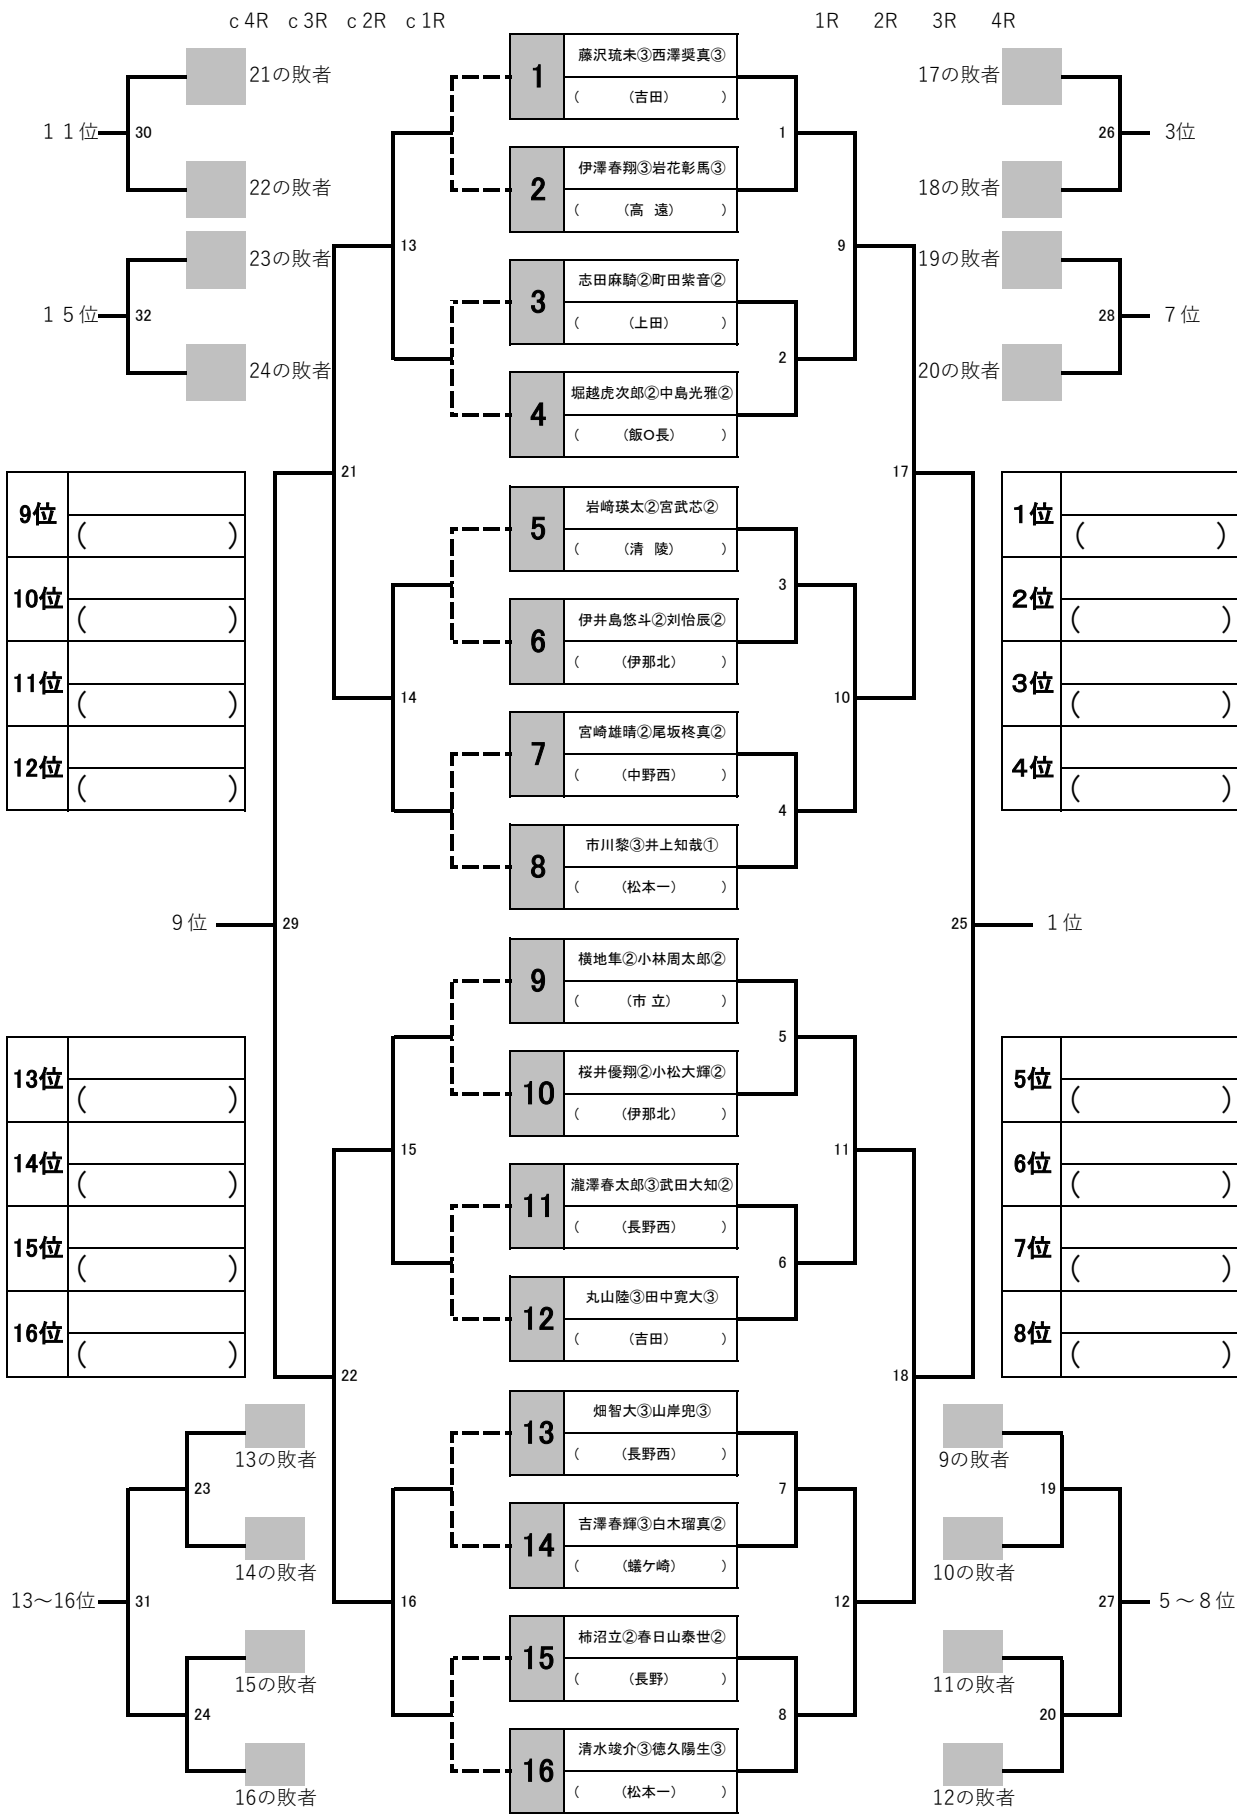 ｃ4R ｃ3R ｃ2R ｃ1R 1R 2R 3R 4R
21の敗者
１１位
30
22の敗者
23の敗者
１５位
32
24の敗者
1
藤沢琉未③西澤奨真③
( (吉田) )
2
伊澤春翔③岩花彰馬③
( (高 遠) )
3
志田麻騎②町田紫音②
( (上田) )
4
堀越虎次郎②中島光雅②
( (飯O長) )
5
岩﨑瑛太②宮武芯②
( (清 陵) )
6
伊井島悠斗②刘怡辰②
( (伊那北) )
7
宮崎雄晴②尾坂柊真②
( (中野西) )
8
市川黎③井上知哉①
( (松本一) )
9
横地隼②小林周太郎②
( (市 立) )
10
桜井優翔②小松大輝②
( (伊那北) )
11
瀧澤春太郎③武田大知②
( (長野西) )
12
丸山陸③田中寛大③
( (吉田) )
13
畑智大③山岸兜③
( (長野西) )
14
吉澤春輝③白木瑠真②
( (蟻ケ崎) )
15
柿沼立②春日山泰世②
( (長野) )
16
清水竣介③徳久陽生③
( (松本一) )
13
14
15
16
21
22
29
９位
9位
( )
10位
( )
11位
( )
12位
( )
13位
( )
14位
( )
15位
( )
16位
( )
13の敗者
23
14の敗者
13～16位
31
15の敗者
24
16の敗者
1
2
3
4
5
6
7
8
9
10
11
12
17
18
25
１位
17の敗者
26
3位
18の敗者
19の敗者
28
７位
20の敗者
1位
( )
2位
( )
3位
( )
4位
( )
5位
( )
6位
( )
7位
( )
8位
( )
9の敗者
19
10の敗者
27
５～８位
11の敗者
20
12の敗者